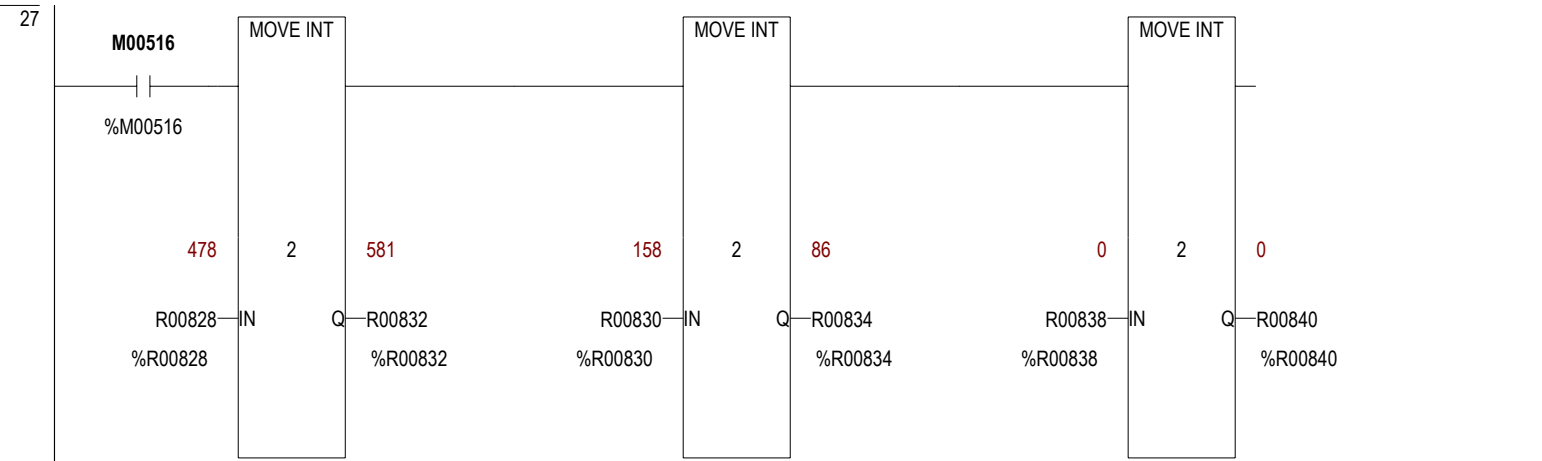 27
MOVE INT MOVE INT MOVE INT
M00516
%M00516
478 2 581 158 2 86 0 2 0
R00828 IN Q R00832 R00830 IN Q R00834 R00838 IN Q R00840
%R00828 %R00832 %R00830 %R00834 %R00838 %R00840